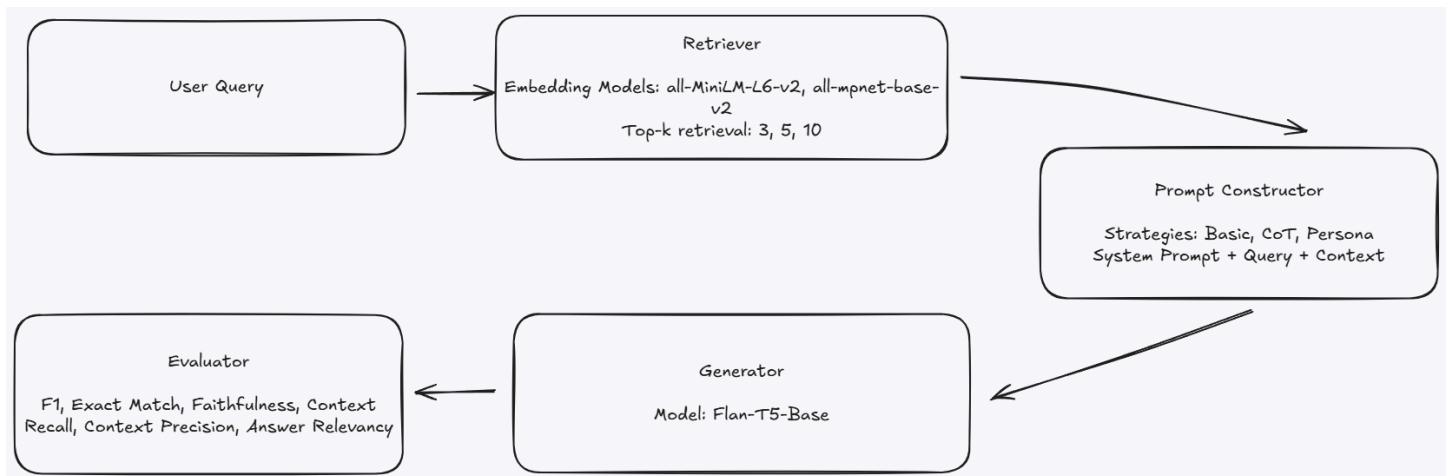 User Query
Retriever
Embedding Models: all-MiniLM-L6-v2, all-mpnet-base-
v2
Top-k retrieval: 3, 5, 10
Prompt Constructor
Strategies: Basic, CoT, Persona
System Prompt + Query + Context
Generator
Model: Flan-T5-Base
Evaluator
F1, Exact Match, Faithfulness, Context
Recall, Context Precision, Answer Relevancy